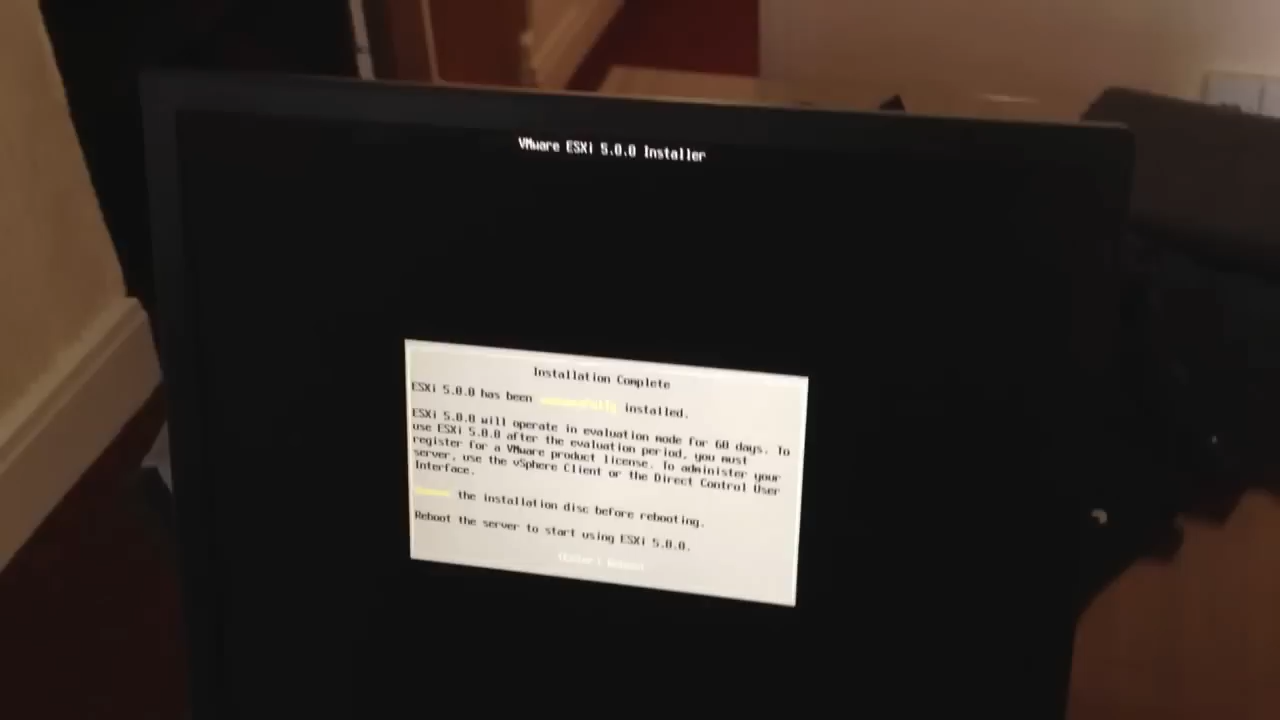 VMware ESXi 5.0.0 Installer
Installation Complete
ESXi 5.0.0 has been successfully installed.
ESXi 5.0.0 will operate in evaluation mode for 60 days. To
use ESXi 5.0.0 after the evaluation period, you must
register for a VMware product license. To administer your
server, use the vSphere Client or the Direct Control User
Interface.
the installation disc before rebooting.
Reboot the server to start using ESXi 5.0.0.
(Enter) Reboot